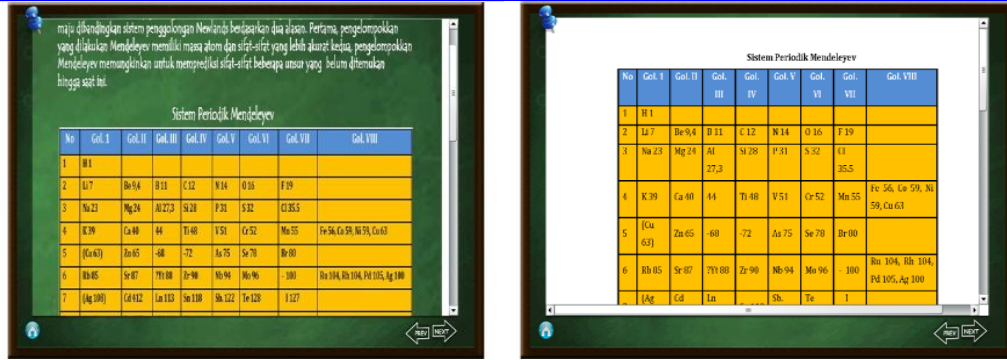 maju dibandingkan sistem penggolongan Newlands berdasarkan dua alasan. Pertama, pengelompokkan
yang dilakukan Mendeleyev memiliki massa atom dan sifat-sifat yang lebih akurat kedua, pengelompokkan
Mendeleyev memungkinkan untuk memprediksi sifat-sifat beberapa unsur yang belum ditemukan
hingga saat ini.
Sistem Periodik Mendeleyev
No Gol. 1 Gol. II Gol. III Gol. IV Gol. V Gol. VI Gol. VII Gol. VIII
1 H 1
2 Li 7 Be 9,4 B 11 C 12 N 14 O 16 F 19
3 Na 23 Mg 24 Al 27,3 Si 28 P 31 S 32 Cl 35.5
4 K 39 Ca 40 44 Ti 48 V 51 Cr 52 Mn 55 Fe 56, Co 59, Ni 59, Cu 63
5 (Cu 63) Zn 65 -68 -72 As 75 Se 78 Br 80
6 Rb 85 Sr 87 ?Yt 88 Zr 90 Nb 94 Mo 96 - 100 Ru 104, Rh 104, Pd 105, Ag 100
7 (Ag 108) Cd 112 Ln 113 Sn 118 Sb. 122 Te 128 I 127
PREV NEXT
Sistem Periodik Mendeleyev
No Gol. 1 Gol. II Gol. III Gol. IV Gol. V Gol. VI Gol. VII Gol. VIII
1 H 1
2 Li 7 Be 9,4 B 11 C 12 N 14 O 16 F 19
3 Na 23 Mg 24 Al 27,3 Si 28 P 31 S 32 Cl 35.5
4 K 39 Ca 40 44 Ti 48 V 51 Cr 52 Mn 55 Fe 56, Co 59, Ni 59, Cu 63
5 (Cu 63) Zn 65 -68 -72 As 75 Se 78 Br 80
6 Rb 85 Sr 87 ?Yt 88 Zr 90 Nb 94 Mo 96 - 100 Ru 104, Rh 104, Pd 105, Ag 100
(Ag Cd Ln Sb. Te I
PREV NEXT